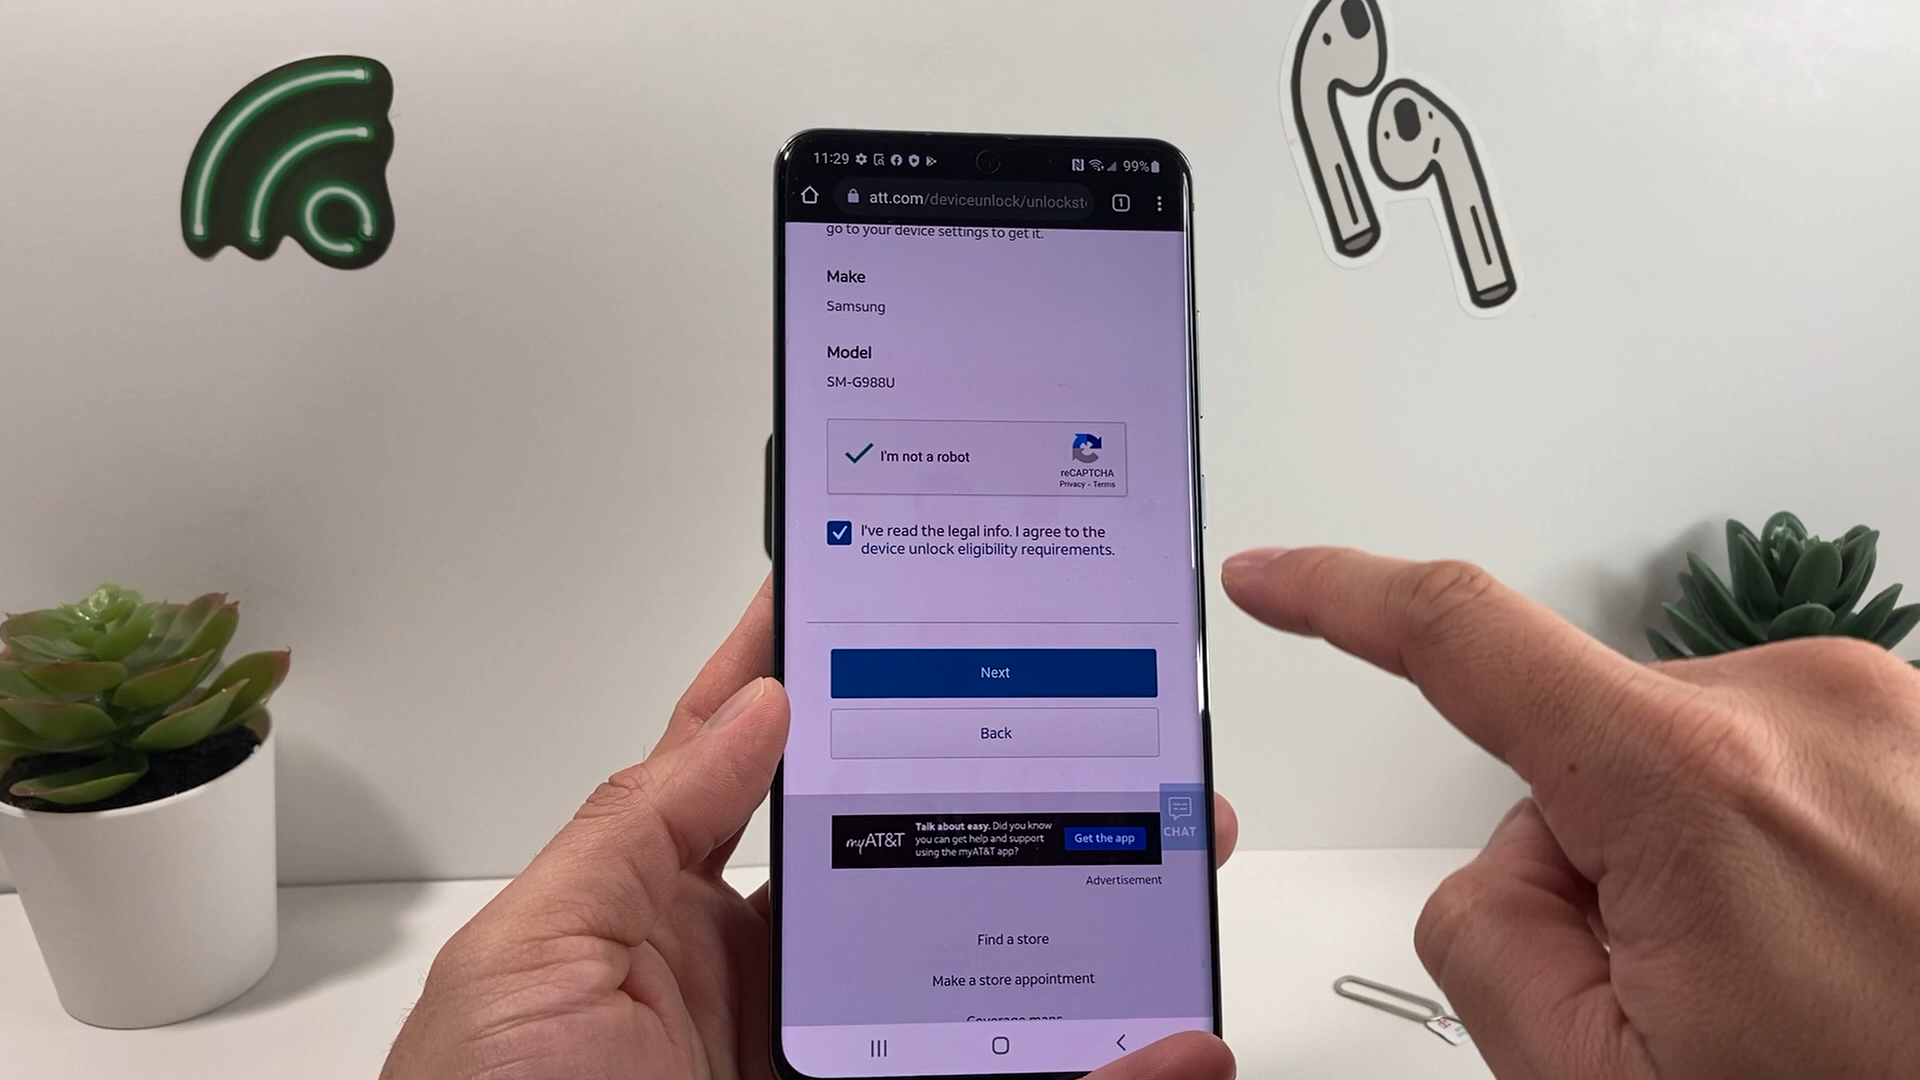 11:29
99%
1
att.com/deviceunlock/unlockst
go to your device settings to get it.
Make
Samsung
Model
SM-G988U
I'm not a robot
reCAPTCHA
Privacy - Terms
I've read the legal info. I agree to the
device unlock eligibility requirements.
Next
Back
CHAT
myAT&T
Talk about easy. Did you know
you can get help and support
using the myAT&T app?
Get the app
Advertisement
Find a store
Make a store appointment
Coverage maps